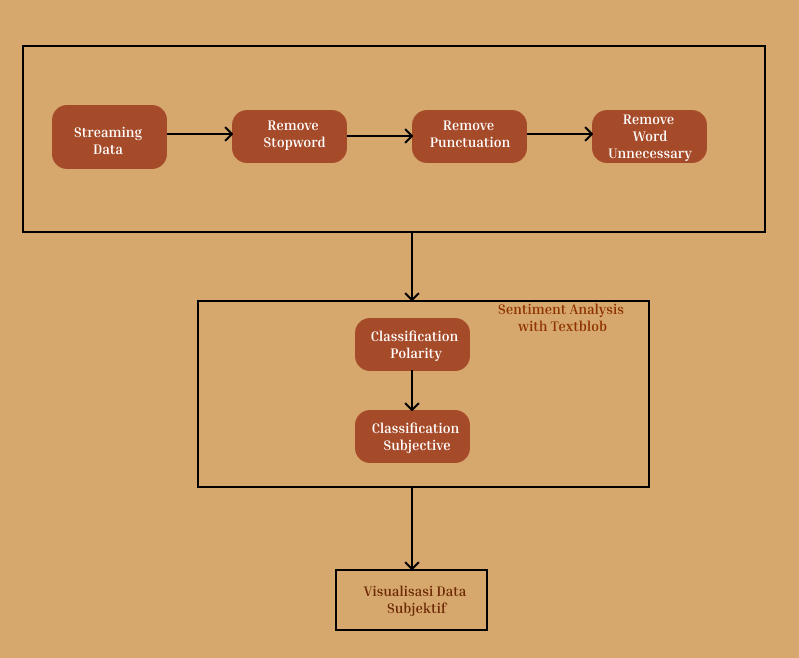 Streaming
Data
Remove
Stopword
Remove
Punctuation
Remove
Word
Unnecessary
Sentiment Analysis
with Textblob
Classification
Polarity
Classification
Subjective
Visualisasi Data
Subjektif